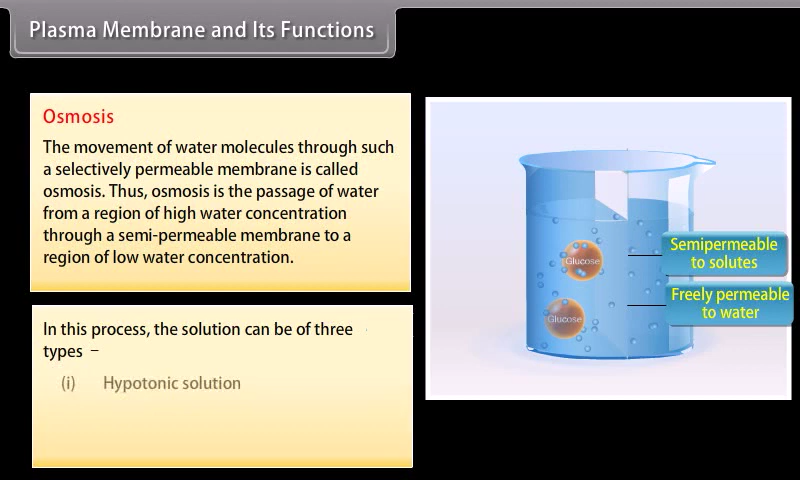 Plasma Membrane and Its Functions
Osmosis
The movement of water molecules through such
a selectively permeable membrane is called
osmosis. Thus, osmosis is the passage of water
from a region of high water concentration
through a semi-permeable membrane to a
region of low water concentration.
In this process, the solution can be of three
types –
(i) Hypotonic solution
Glucose
Glucose
Semipermeable
to solutes
Freely permeable
to water